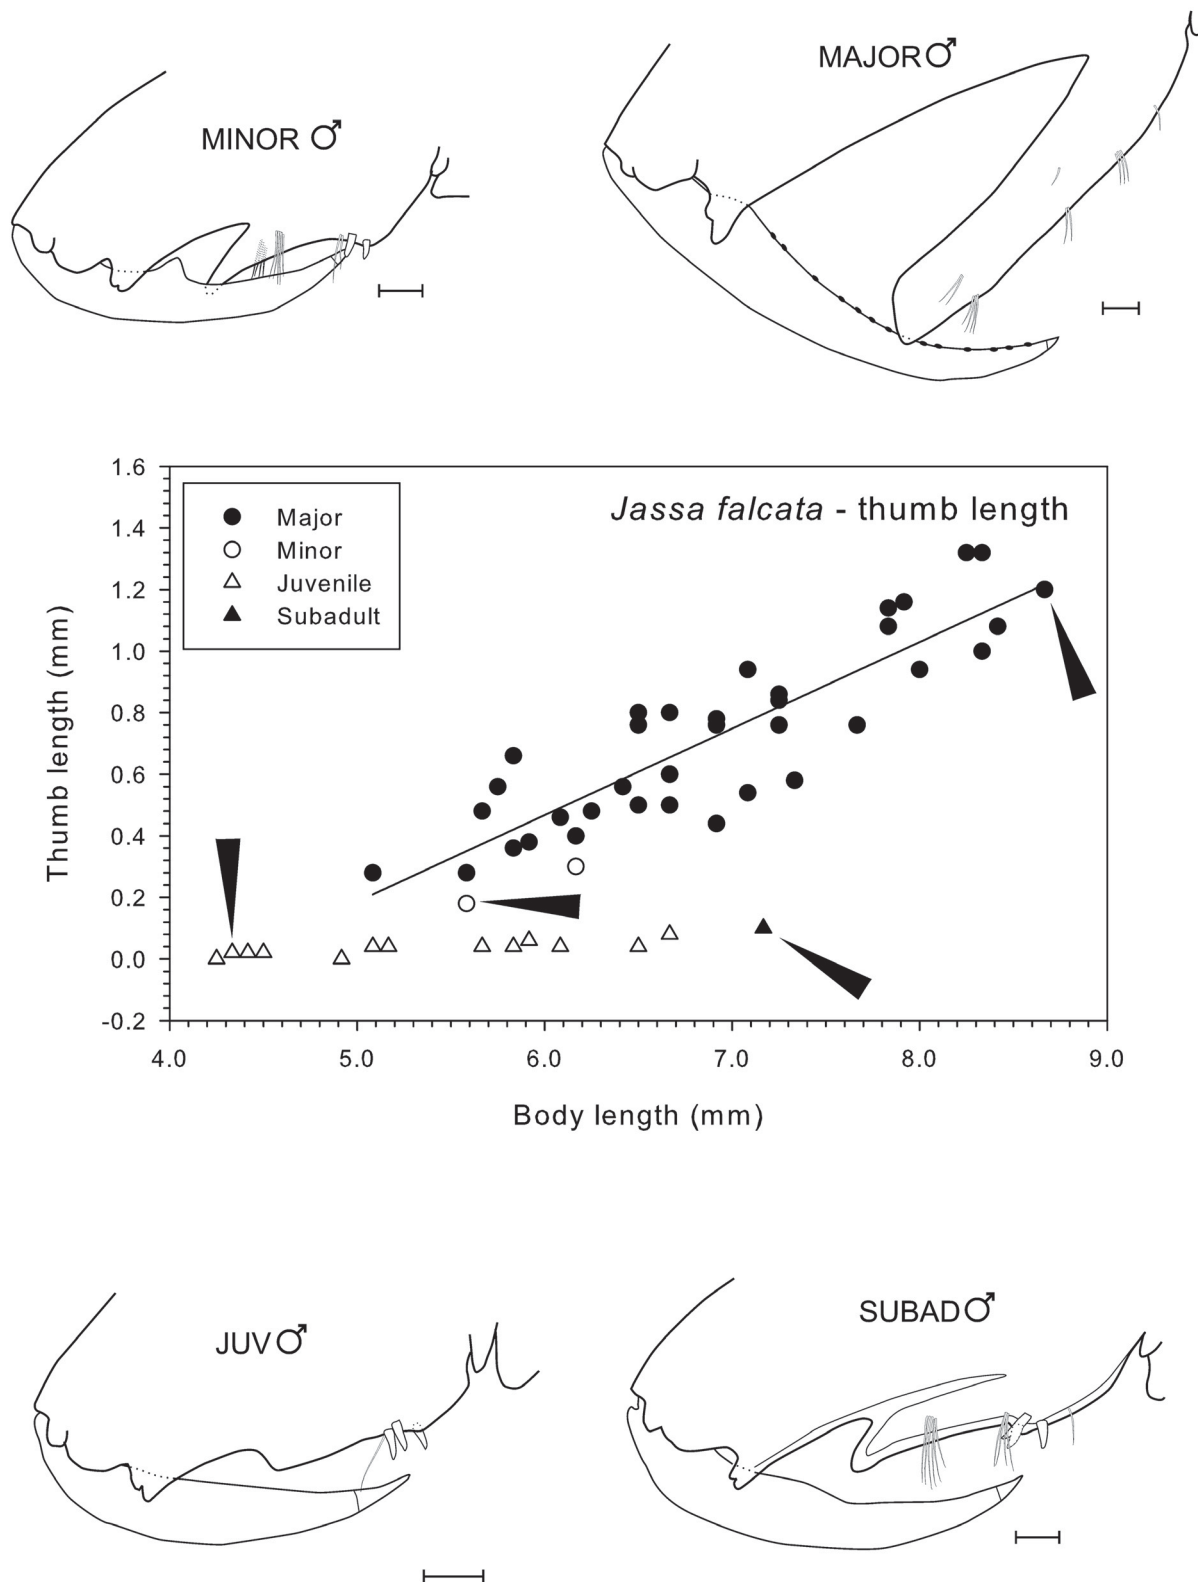 MAJOR♂
MINOR ♂
Jassa falcata - thumb length
Major
Minor
Juvenile
Subadult
Thumb length (mm)
1.6
1.4
1.2
1.0
0.8
0.6
0.4
0.2
0.0
-0.2
4.0 5.0 6.0 7.0 8.0 9.0
Body length (mm)
SUBAD♂
JUV♂